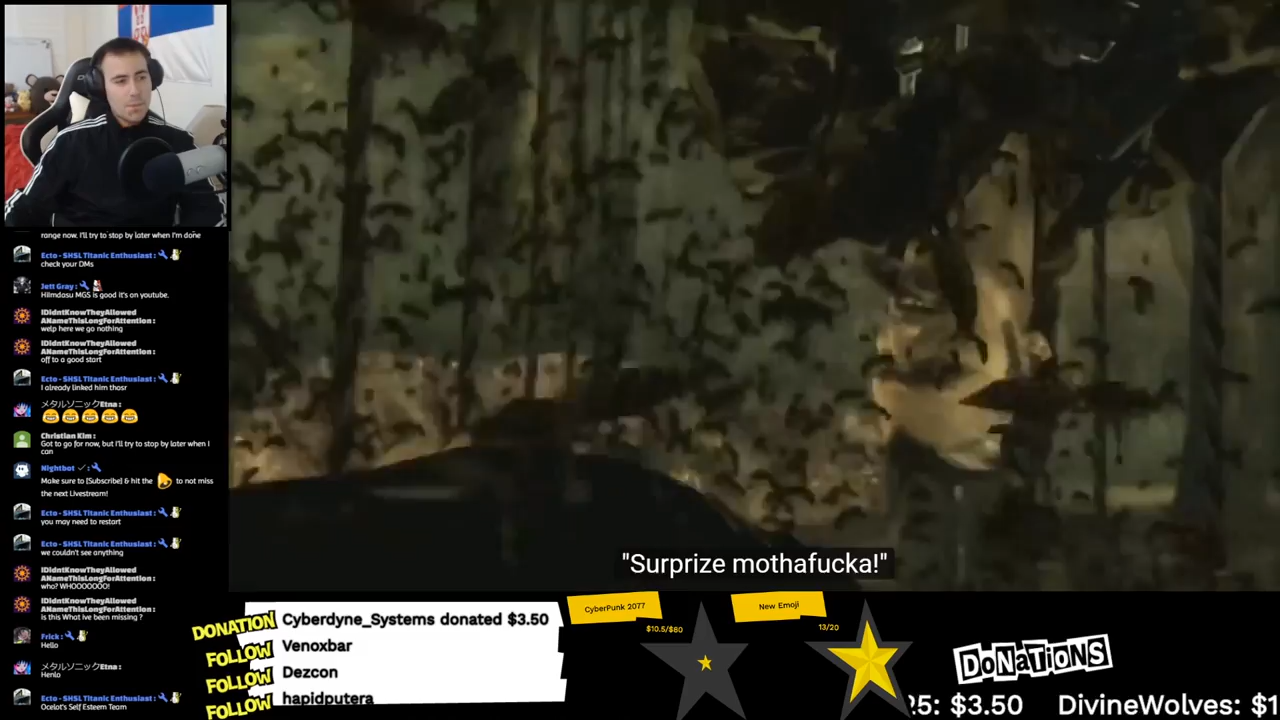 range now. I'll try to stop by later when I'm done
Ecto - SHSL Titanic Enthusiast :
check your DMs
Jett Gray :
Hiimdasu MGS is good it's on youtube.
IDidntKnowTheyAllowed
ANameThisLongForAttention :
welp here we go nothing
IDidntKnowTheyAllowed
ANameThisLongForAttention :
off to a good start
Ecto - SHSL Titanic Enthusiast :
I already linked him thosr
メタルソニックEtna :
Christian Kim :
Got to go for now, but I'll try to stop by later when I
can
Nightbot ✓ :
Make sure to [Subscribe] & hit the to not miss
the next Livestream!
Ecto - SHSL Titanic Enthusiast :
you may need to restart
Ecto - SHSL Titanic Enthusiast :
we couldn't see anything
IDidntKnowTheyAllowed
ANameThisLongForAttention :
who? WHOOOOOOO!
IDidntKnowTheyAllowed
ANameThisLongForAttention :
is this What ive been missing ?
Frick :
Hello
メタルソニックEtna :
Henlo
Ecto - SHSL Titanic Enthusiast :
Ocelot's Self Esteem Team
"Surprize mothafucka!"
DONATION Cyberdyne_Systems donated $3.50
FOLLOW Venoxbar
FOLLOW Dezcon
FOLLOW hapidputera
CyberPunk 2077
$10.5/$60
New Emoji
13/20
DONATIONS
25: $3.50 DivineWolves: $1